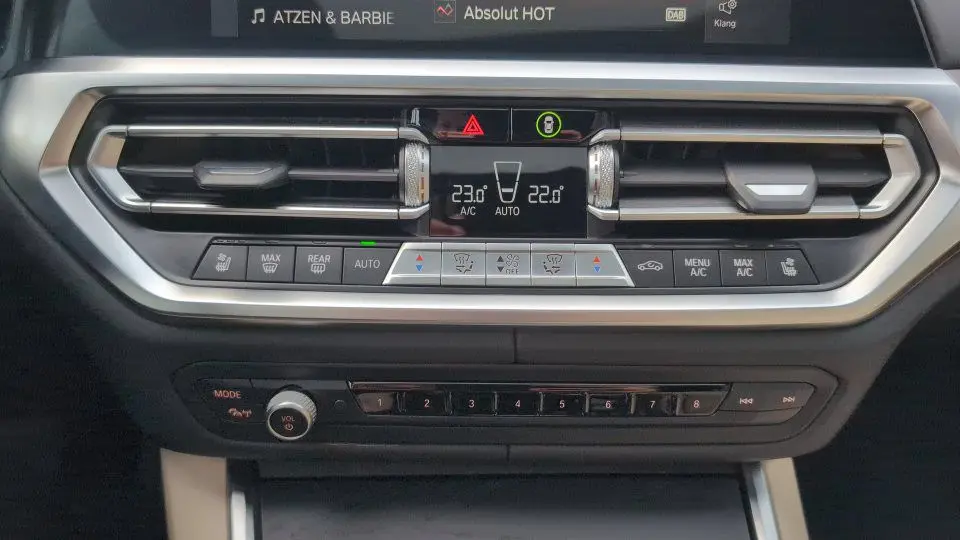 ATZEN & BARBIE
Absolut HOT
DAB
Klang
23.0°
A/C
AUTO
22.0°
MAX
REAR
AUTO
OFF
MENU
A/C
MAX
A/C
MODE
VOL
1 2 3 4 5 6 7 8